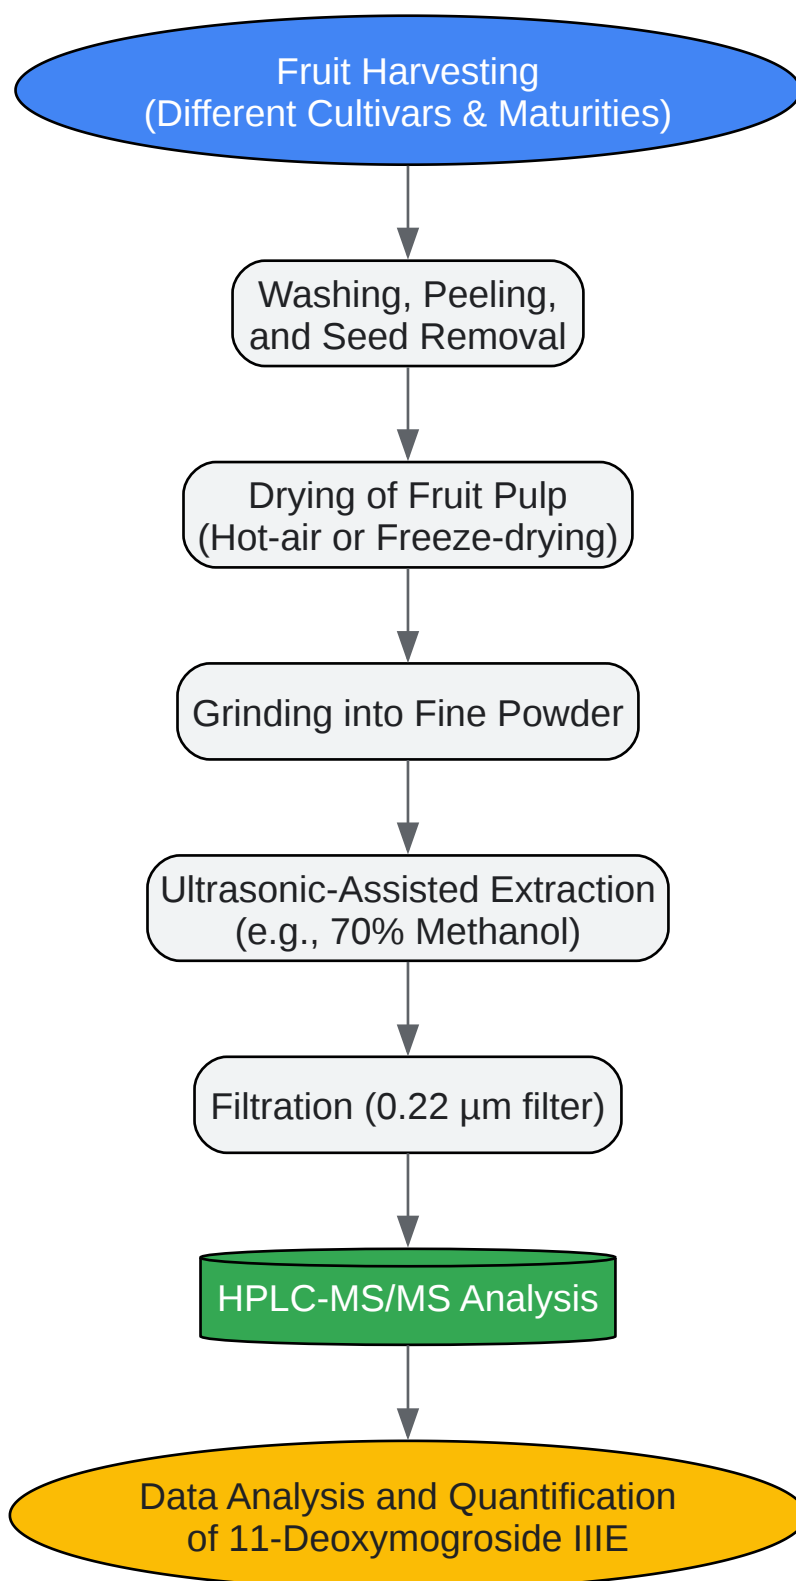 Fruit Harvesting
(Different Cultivars & Maturities)
Washing, Peeling,
and Seed Removal
Drying of Fruit Pulp
(Hot-air or Freeze-drying)
Grinding into Fine Powder
Ultrasonic-Assisted Extraction
(e.g., 70% Methanol)
Filtration (0.22 µm filter)
HPLC-MS/MS Analysis
Data Analysis and Quantification
of 11-Deoxymogroside IIIE